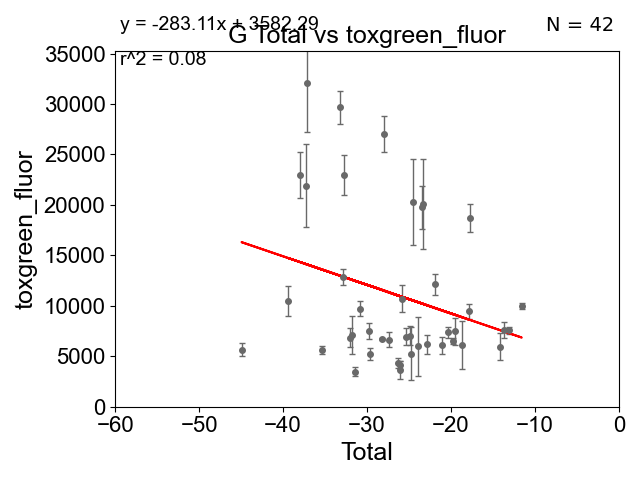 y = -283.11x + 3582.29
N = 42
G Total vs toxgreen_fluor
r^2 = 0.08
35000
30000
25000
20000
15000
10000
5000
0
toxgreen_fluor
−60 −50 −40 −30 −20 −10 0
Total